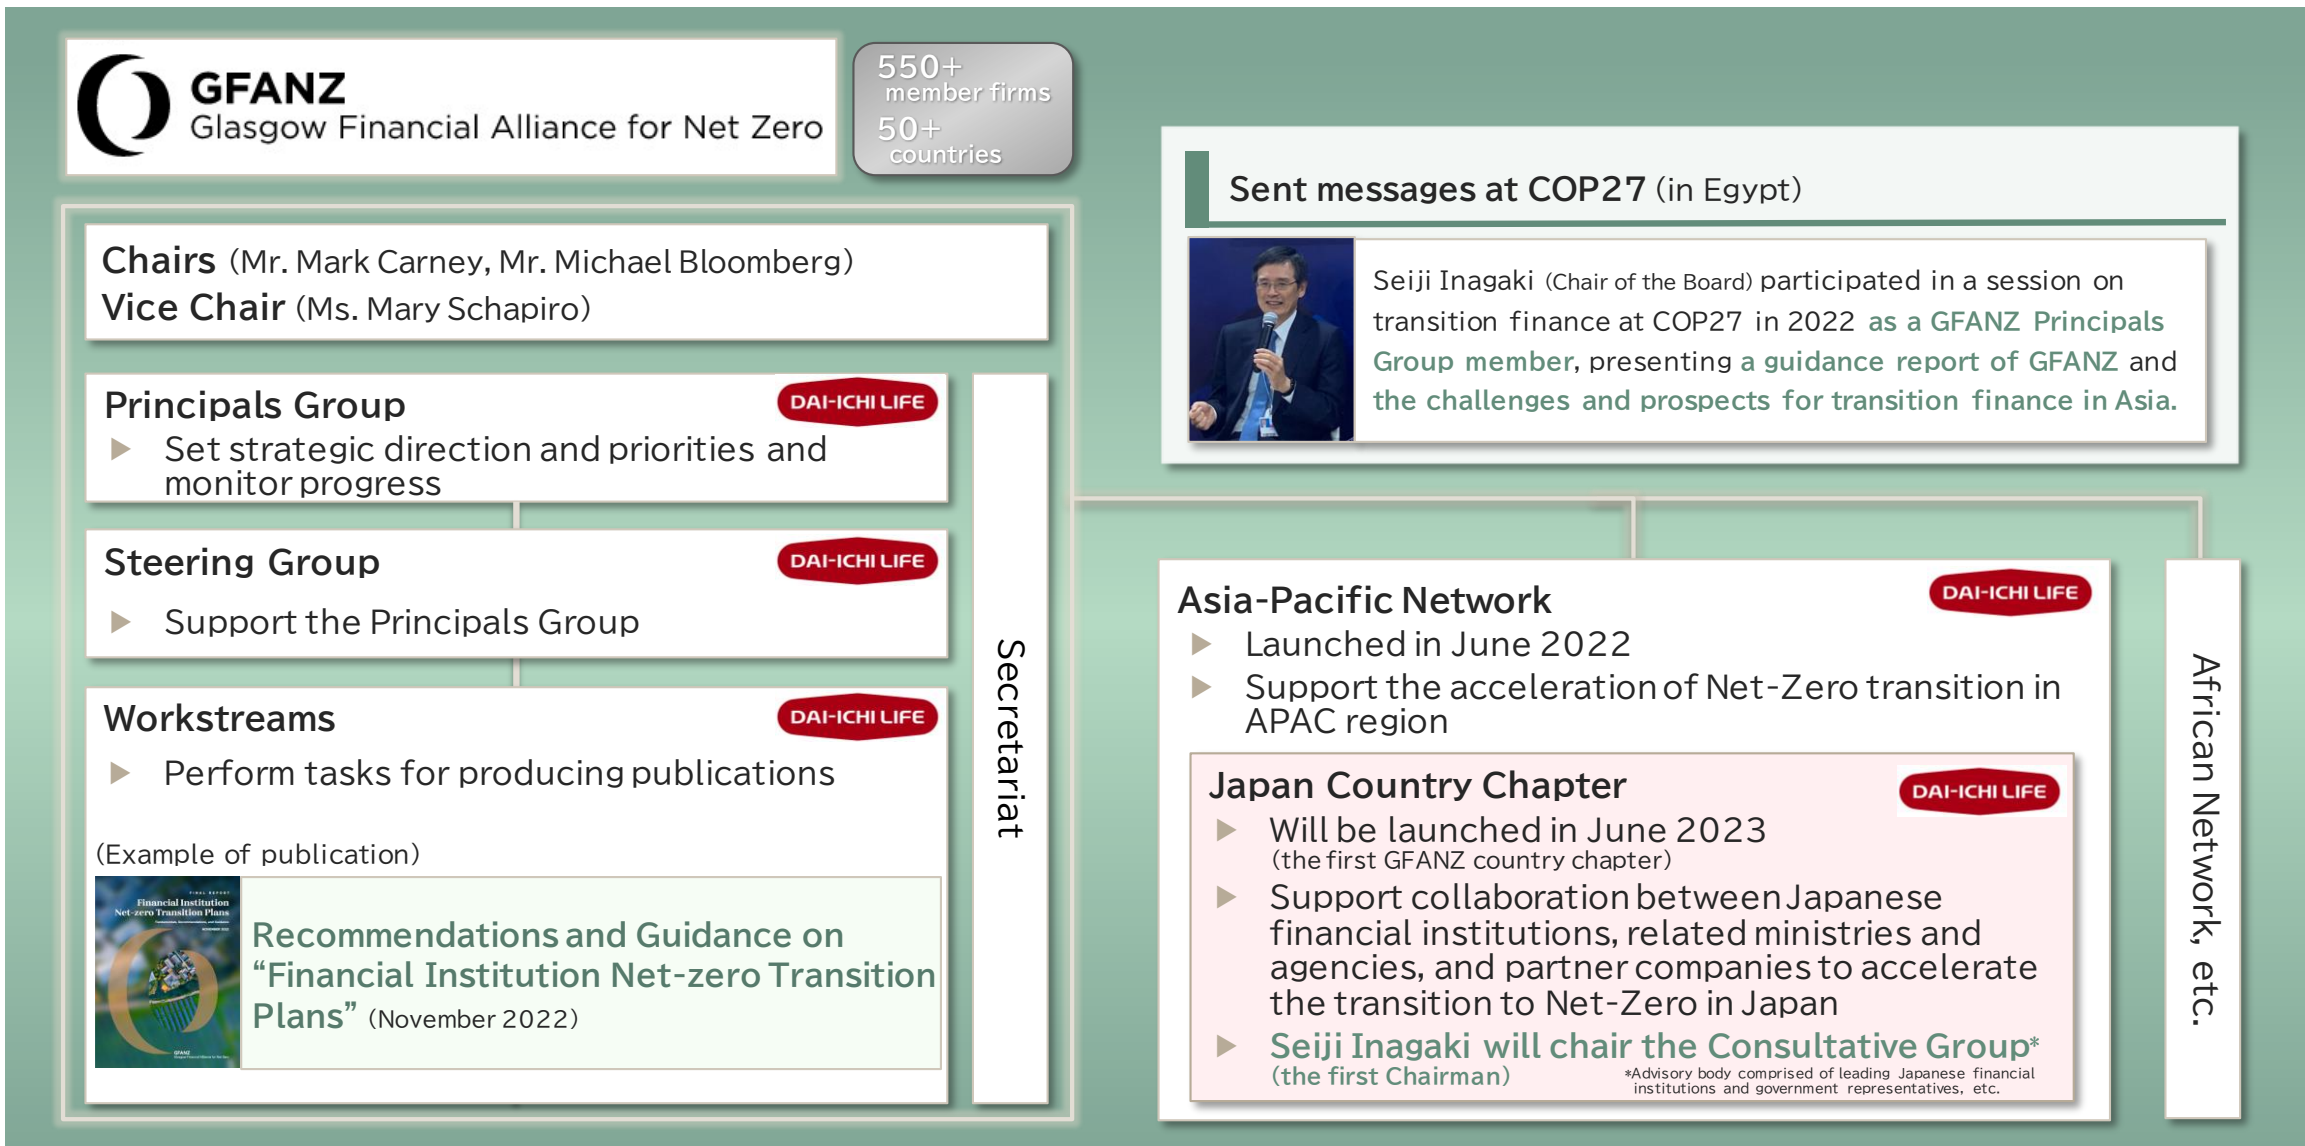 GFANZ
Glasgow Financial Alliance for Net Zero
550+
member firms
50+
countries
Chairs (Mr. Mark Carney, Mr. Michael Bloomberg)
Vice Chair (Ms. Mary Schapiro)
Principals Group
DAI-ICHI LIFE
▶ Set strategic direction and priorities and
monitor progress
Steering Group
DAI-ICHI LIFE
▶ Support the Principals Group
Workstreams
DAI-ICHI LIFE
▶ Perform tasks for producing publications
(Example of publication)
FINAL REPORT
Financial Institution
Net-zero Transition Plans
NOVEMBER 2022
GFANZ
Recommendations and Guidance on
“Financial Institution Net-zero Transition
Plans” (November 2022)
Secretariat
Sent messages at COP27 (in Egypt)
Seiji Inagaki (Chair of the Board) participated in a session on
transition finance at COP27 in 2022 as a GFANZ Principals
Group member, presenting a guidance report of GFANZ and
the challenges and prospects for transition finance in Asia.
Asia-Pacific Network
DAI-ICHI LIFE
▶ Launched in June 2022
▶ Support the acceleration of Net-Zero transition in
APAC region
Japan Country Chapter
DAI-ICHI LIFE
▶ Will be launched in June 2023
(the first GFANZ country chapter)
▶ Support collaboration between Japanese
financial institutions, related ministries and
agencies, and partner companies to accelerate
the transition to Net-Zero in Japan
▶ Seiji Inagaki will chair the Consultative Group*
(the first Chairman)
*Advisory body comprised of leading Japanese financial
institutions and government representatives, etc.
African Network, etc.